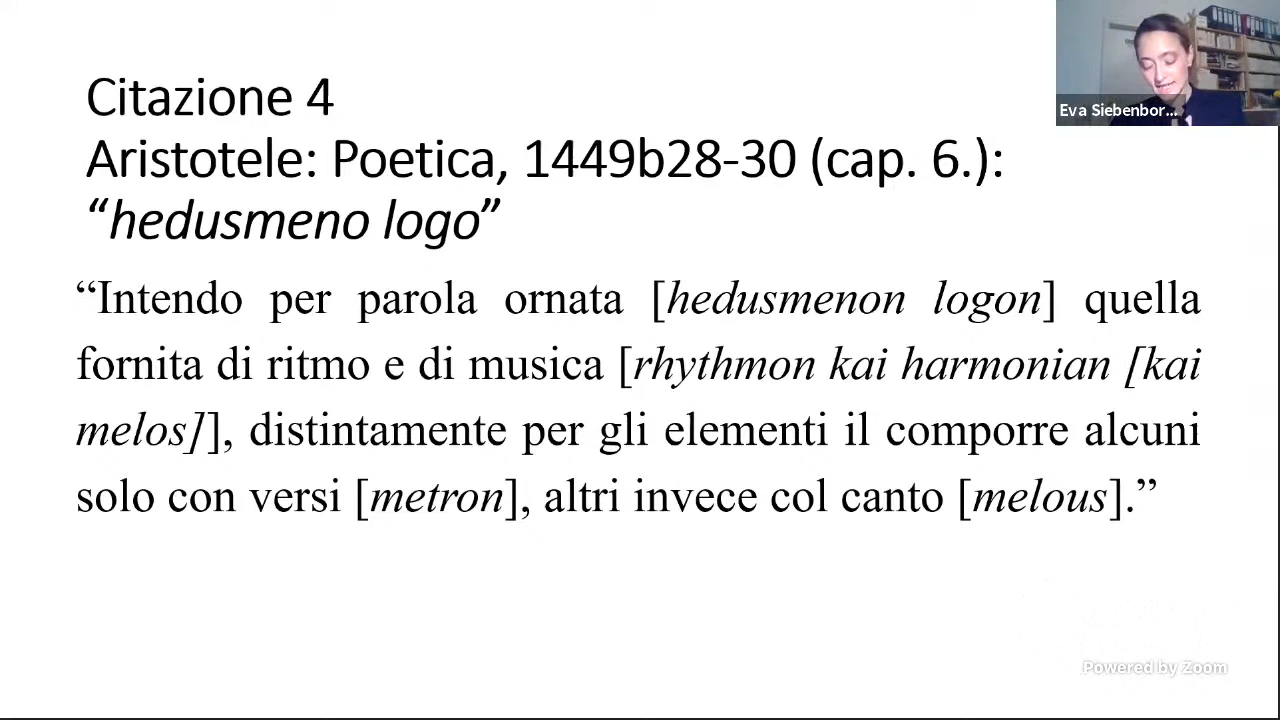 Citazione 4
Aristotele: Poetica, 1449b28-30 (cap. 6.):
“hedusmeno logo”
“Intendo per parola ornata [hedusmenon logon] quella
fornita di ritmo e di musica [rhythmon kai harmonian [kai
melos]], distintamente per gli elementi il comporre alcuni
solo con versi [metron], altri invece col canto [melous].”
Eva Siebenbor...
Powered by Zoom